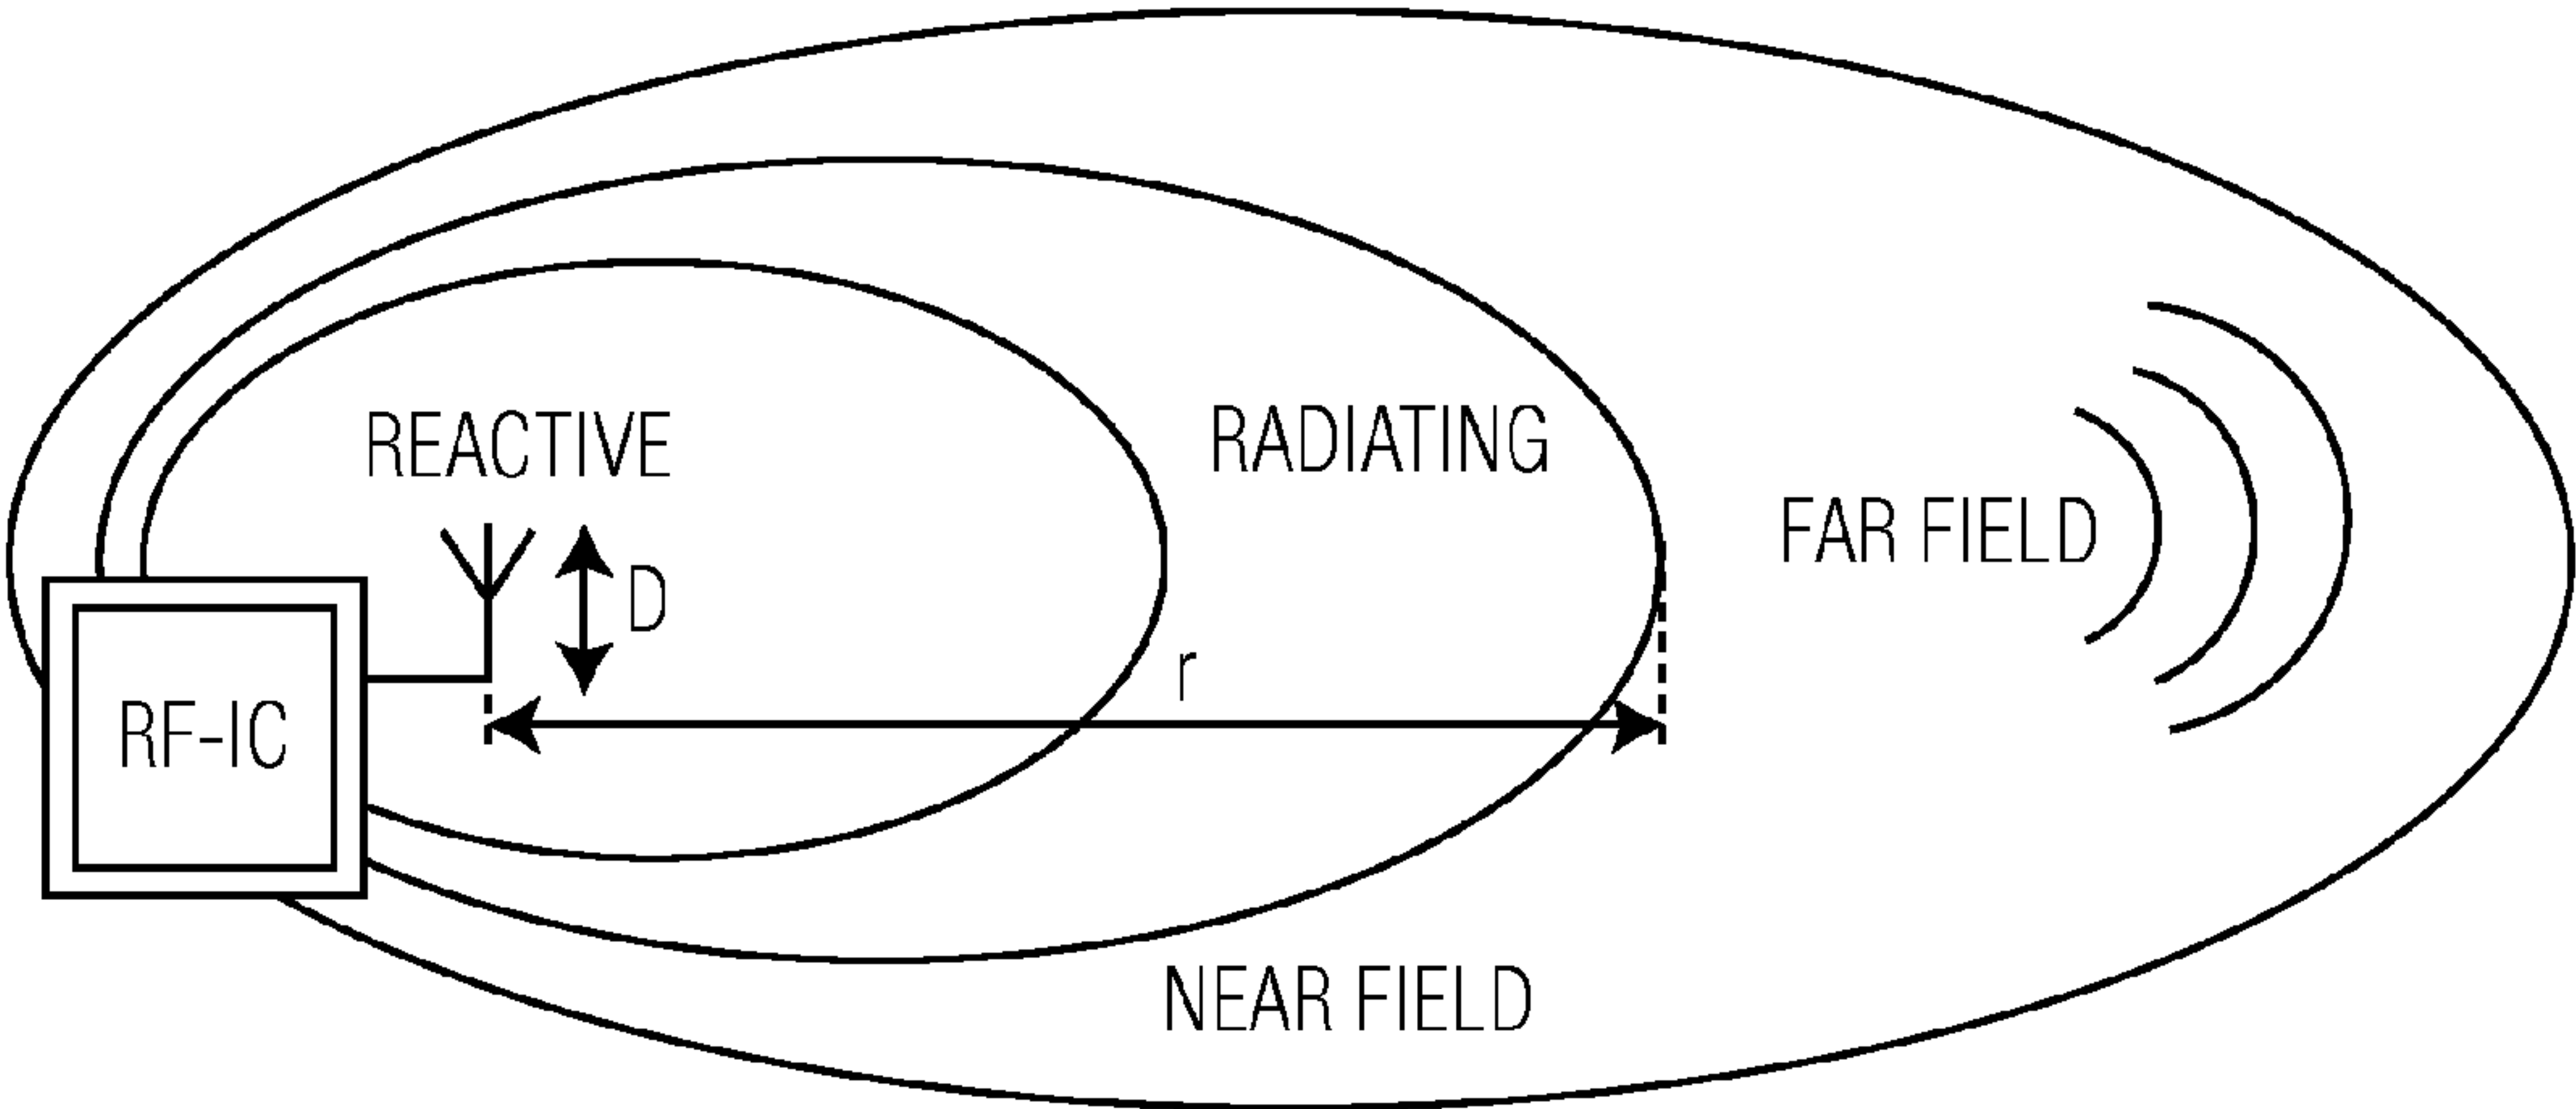 REACTIVE
RADIATING
FAR FIELD
D
r
RF-IC
NEAR FIELD